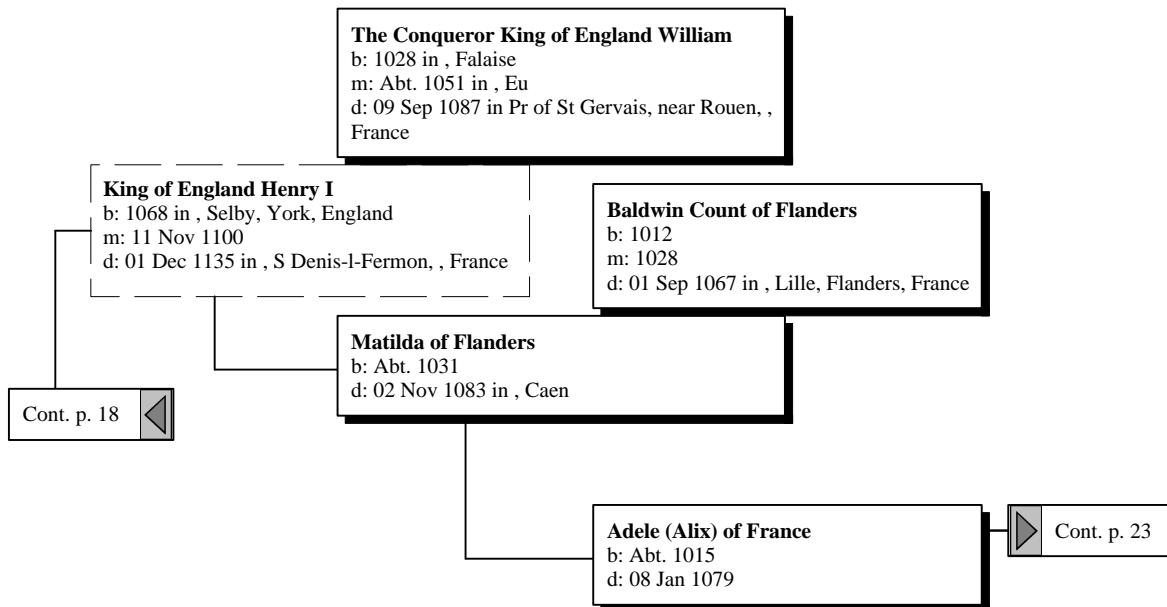 The Conqueror King of England William
b: 1028 in , Falaise
m: Abt. 1051 in , Eu
d: 09 Sep 1087 in Pr of St Gervais, near Rouen, ,
France
King of England Henry I
b: 1068 in , Selby, York, England
m: 11 Nov 1100
d: 01 Dec 1135 in , S Denis-l-Fermon, , France
Baldwin Count of Flanders
b: 1012
m: 1028
d: 01 Sep 1067 in , Lille, Flanders, France
Matilda of Flanders
b: Abt. 1031
d: 02 Nov 1083 in , Caen
Cont. p. 18
Adele (Alix) of France
b: Abt. 1015
d: 08 Jan 1079
Cont. p. 23